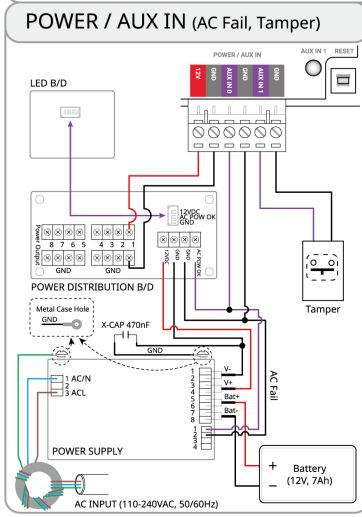 POWER / AUX IN (AC Fail, Tamper)
POWER / AUX IN
AUX IN 1 RESET
12V
GND
AUX IN 0
GND
AUX IN 1
GND
LED B/D
12VDC
AC POW OK
GND
Power Output
8 7 6 5 4 3 2 1
GND GND
12VDC
GND
GND
AC POW OK
POWER DISTRIBUTION B/D
Tamper
Metal Case Hole
GND
X-CAP 470nF
GND
AC Fail
1 AC/N
2
3 ACL
1 V-
2
3 V+
4
5 Bat+
6
7 Bat-
8
1
2
3
4
POWER SUPPLY
+
−
Battery
(12V, 7Ah)
AC INPUT (110-240VAC, 50/60Hz)